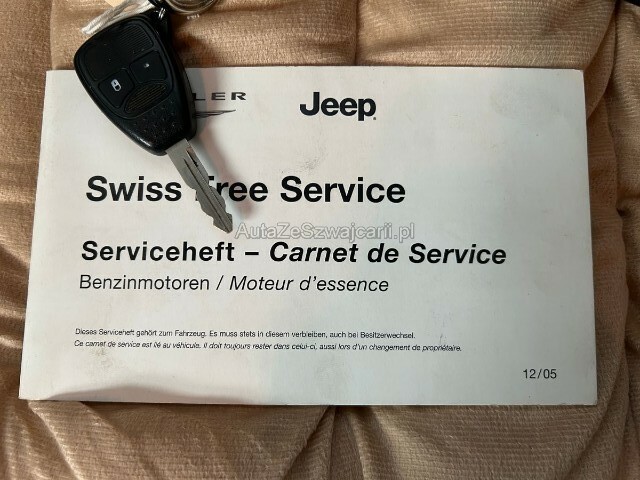 LER
Jeep
Swiss Free Service
AutaZeSzwajcarii.pl
Serviceheft – Carnet de Service
Benzinmotoren / Moteur d'essence
Dieses Serviceheft gehört zum Fahrzeug. Es muss stets in diesem verbleiben, auch bei Besitzerwechsel.
Ce carnet de service est lié au véhicule. Il doit toujours rester dans celui-ci, aussi lors d'un changement de propriétaire.
12/05